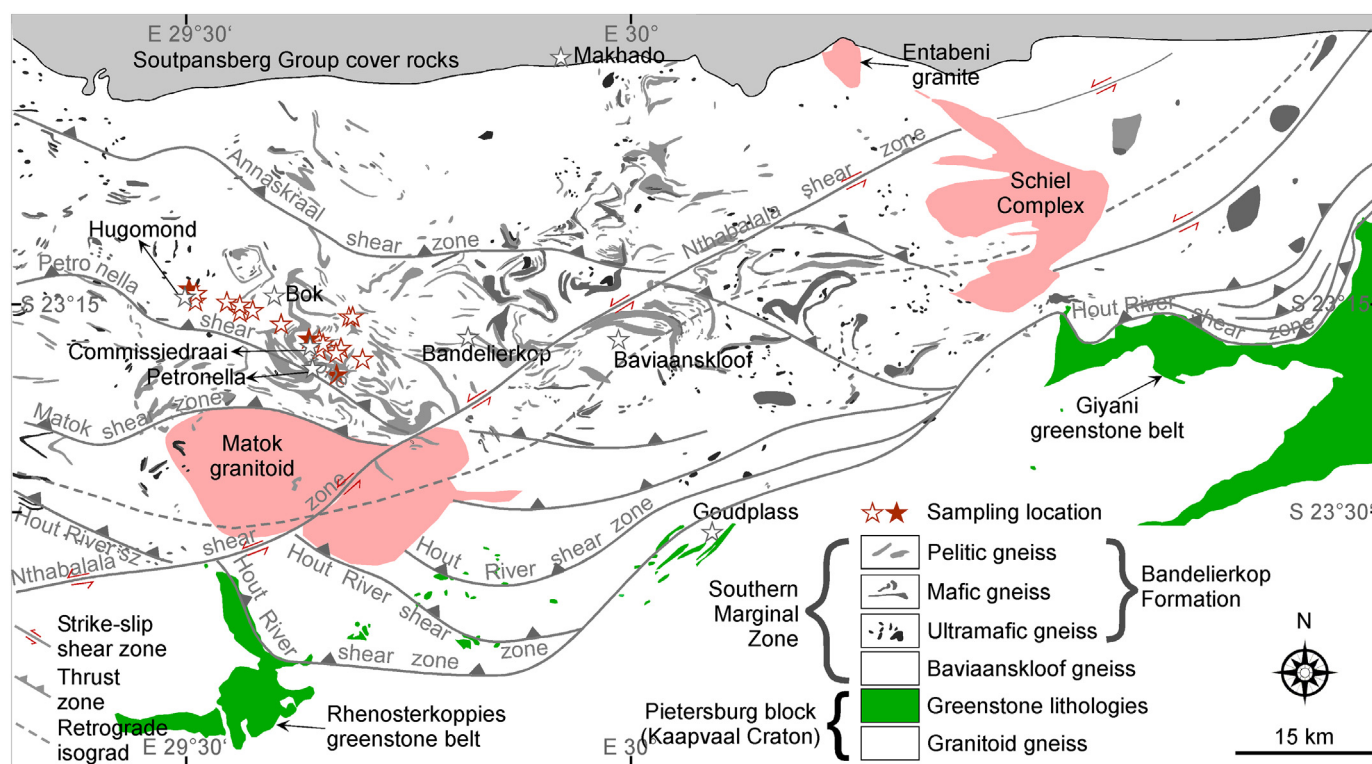 E 29°30‘
E 30°
Soutpansberg Group cover rocks
Makhado
Entabeni
granite
Annaskraal
shear zone
Nthabalala
shear zone
Schiel
Complex
Hugomond
Petronella
S 23°15
Bok
shear
Commissiedraai
Petronella
zone
Bandelierkop
Baviaanskloof
Hout River
shear
zone
S 23°15‘
Matok shear
Matok
granitoid
Giyani
greenstone belt
Hout River sz
Nthabalala
shear
zone
Hout
River
Hout River shear
zone
Hout
River shear
zone
shear zone
Goudplass
S 23°30‘
Strike-slip
shear zone
Thrust
zone
Retrograde
isograd
E 29°30‘
Rhenosterkoppies
greenstone belt
E 30°
Sampling location
Pelitic gneiss
Mafic gneiss
Ultramafic gneiss
Baviaanskloof gneiss
Greenstone lithologies
Granitoid gneiss
Southern
Marginal
Zone
Bandelierkop
Formation
Pietersburg block
(Kaapvaal Craton)
N
15 km